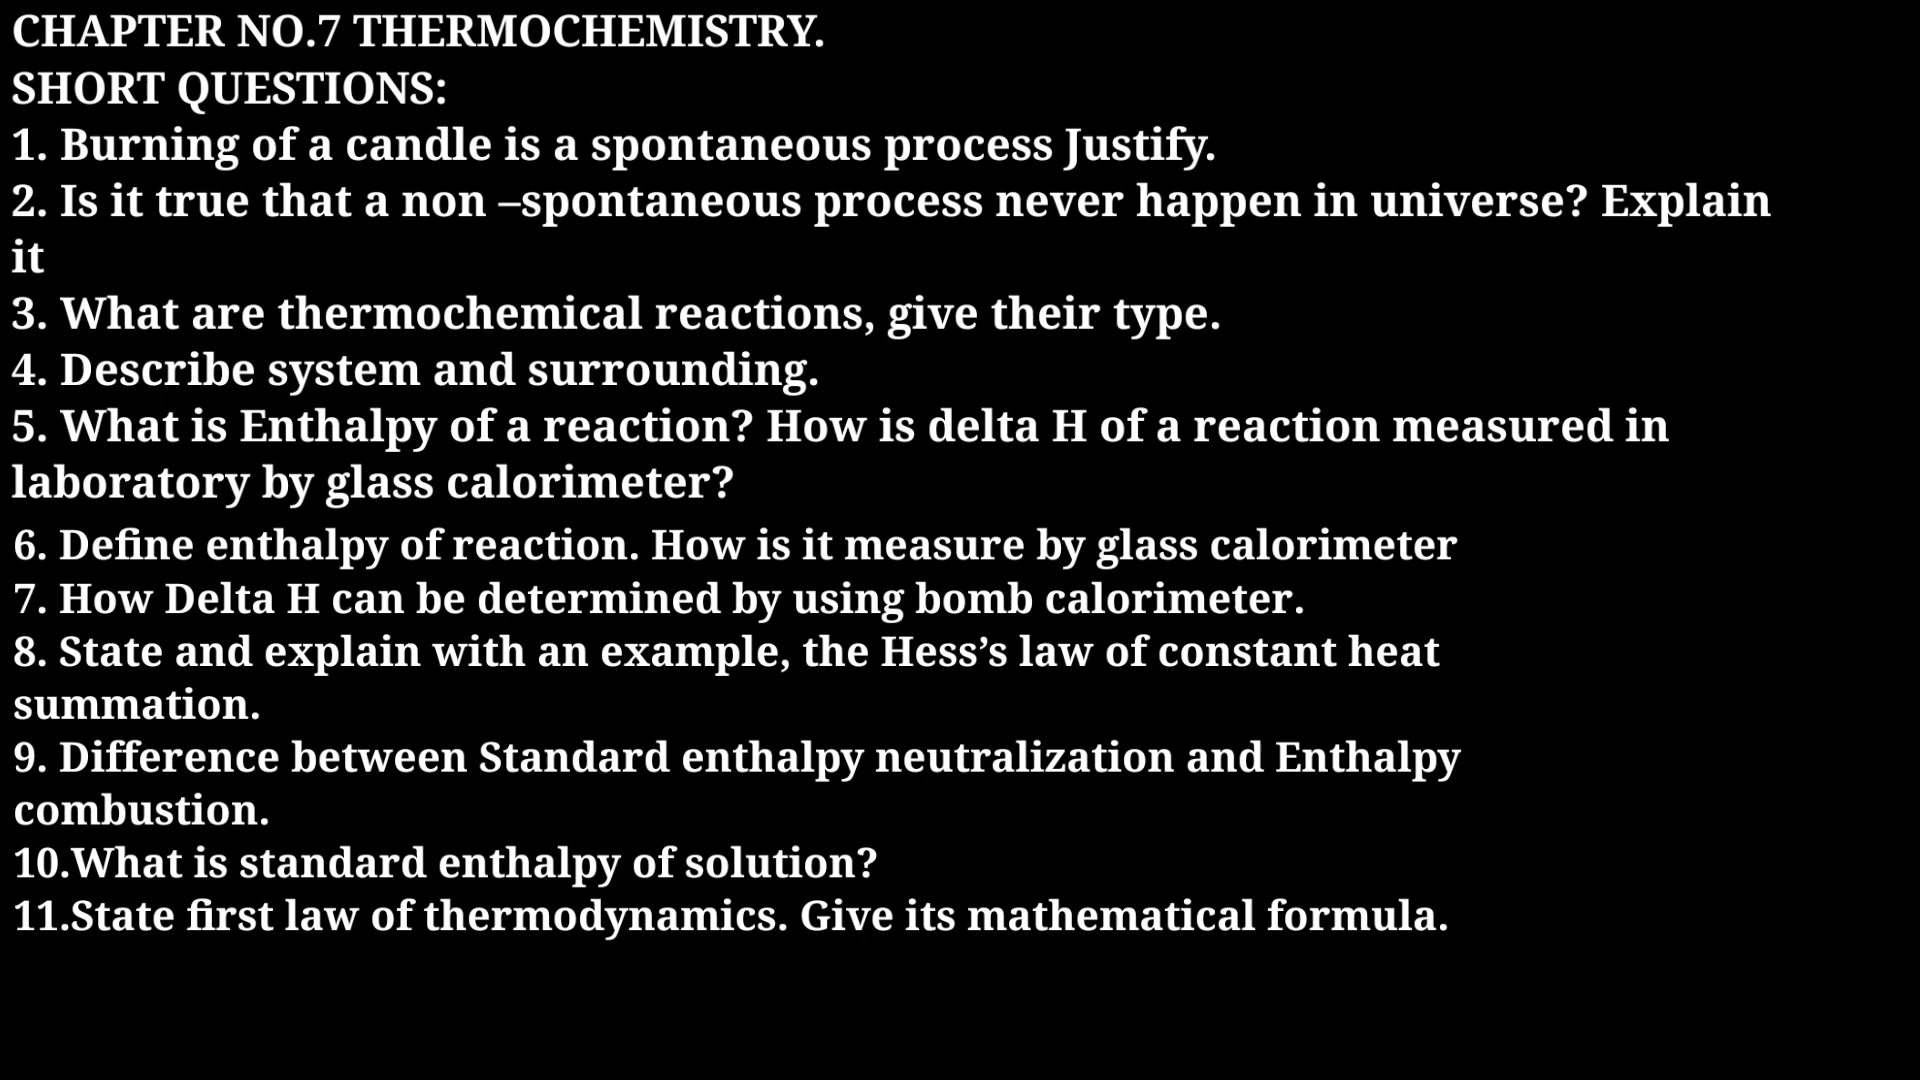 CHAPTER NO.7 THERMOCHEMISTRY.
SHORT QUESTIONS:
1. Burning of a candle is a spontaneous process Justify.
2. Is it true that a non –spontaneous process never happen in universe? Explain
it
3. What are thermochemical reactions, give their type.
4. Describe system and surrounding.
5. What is Enthalpy of a reaction? How is delta H of a reaction measured in
laboratory by glass calorimeter?
6. Define enthalpy of reaction. How is it measure by glass calorimeter
7. How Delta H can be determined by using bomb calorimeter.
8. State and explain with an example, the Hess’s law of constant heat
summation.
9. Difference between Standard enthalpy neutralization and Enthalpy
combustion.
10.What is standard enthalpy of solution?
11.State first law of thermodynamics. Give its mathematical formula.